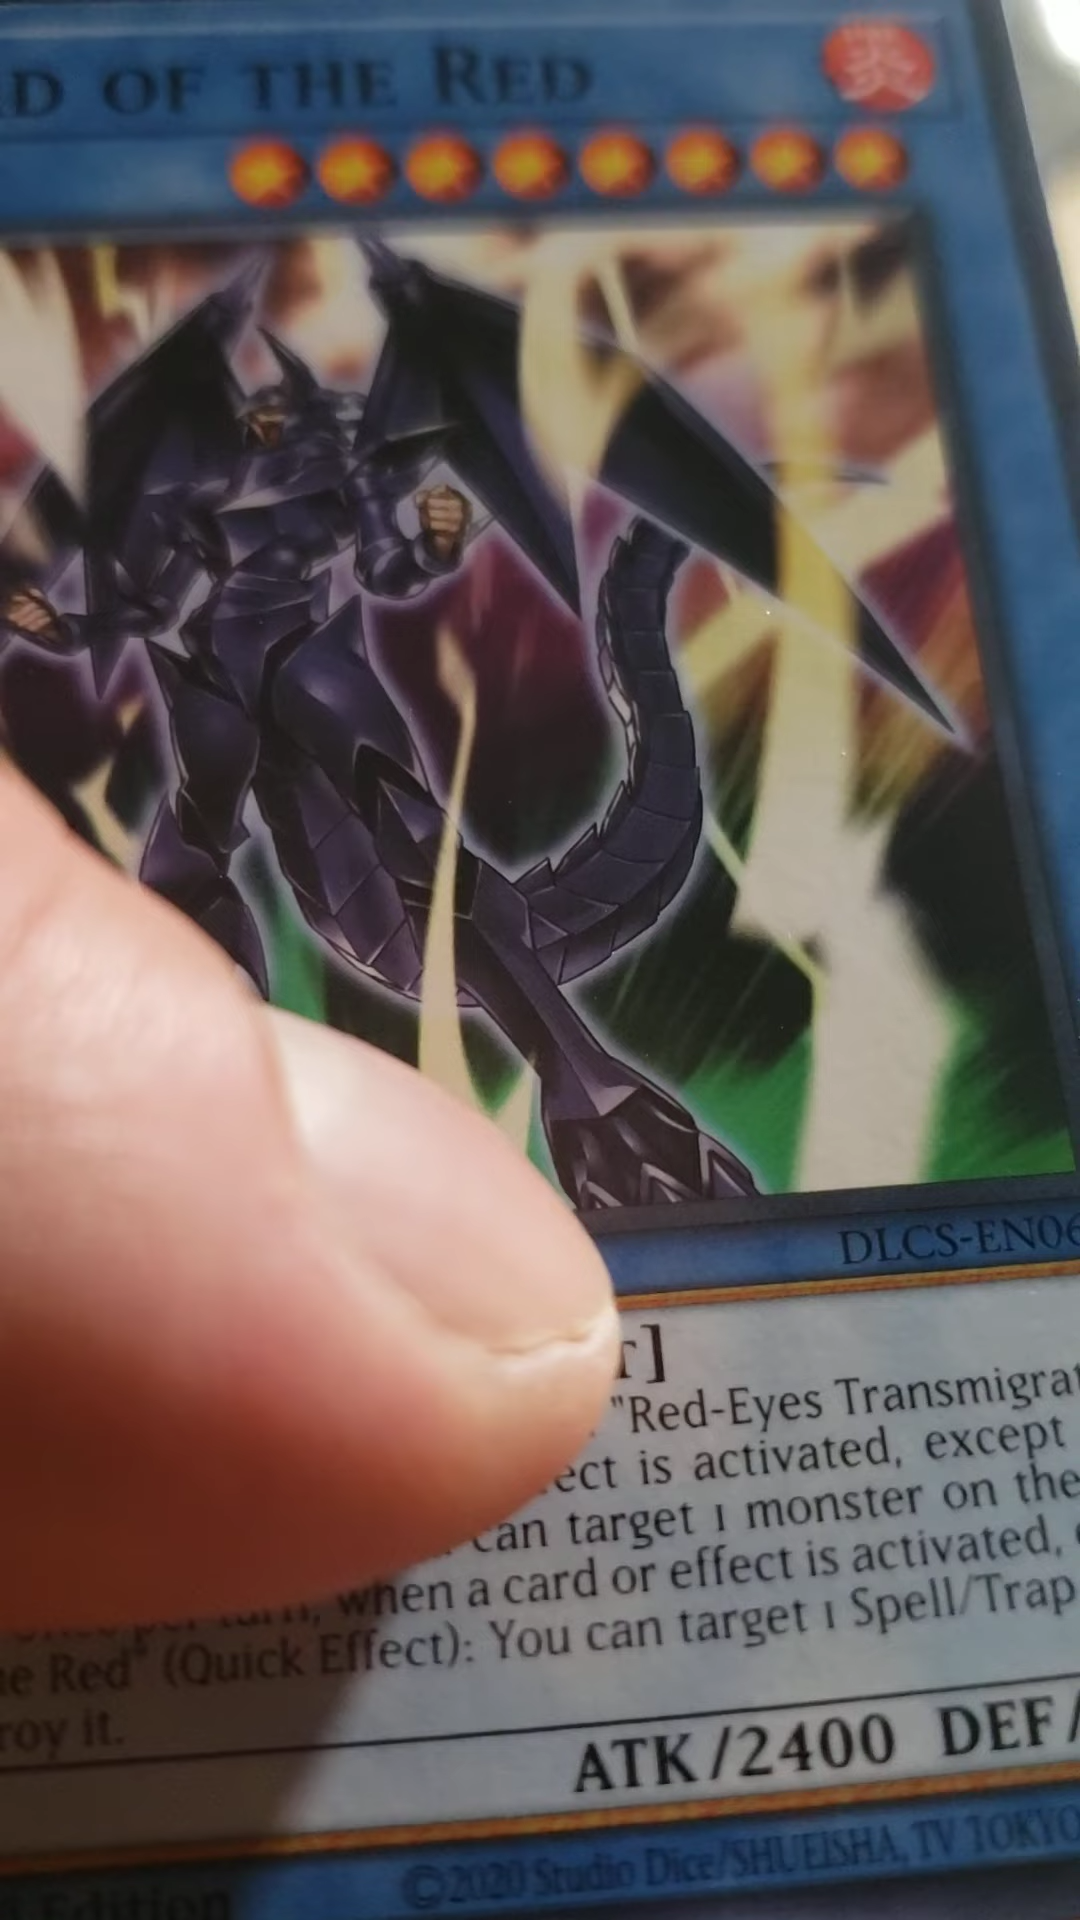 D OF THE RED
炎
DLCS-EN06
T]
"Red-Eyes Transmigrat
ect is activated, except
can target 1 monster on the
when a card or effect is activated,
e Red" (Quick Effect): You can target 1 Spell/Trap
roy it.
ATK/2400 DEF/
©2020 Studio Dice/SHUEISHA, TV TOKYO
Edition